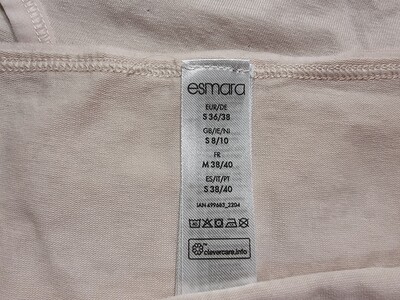 esmara
EUR/DE
S 36/38
GB/IE/NI
S 8/10
FR
M 38/40
ES/IT/PT
S 38/40
IAN 499683_2204
clevercare.info